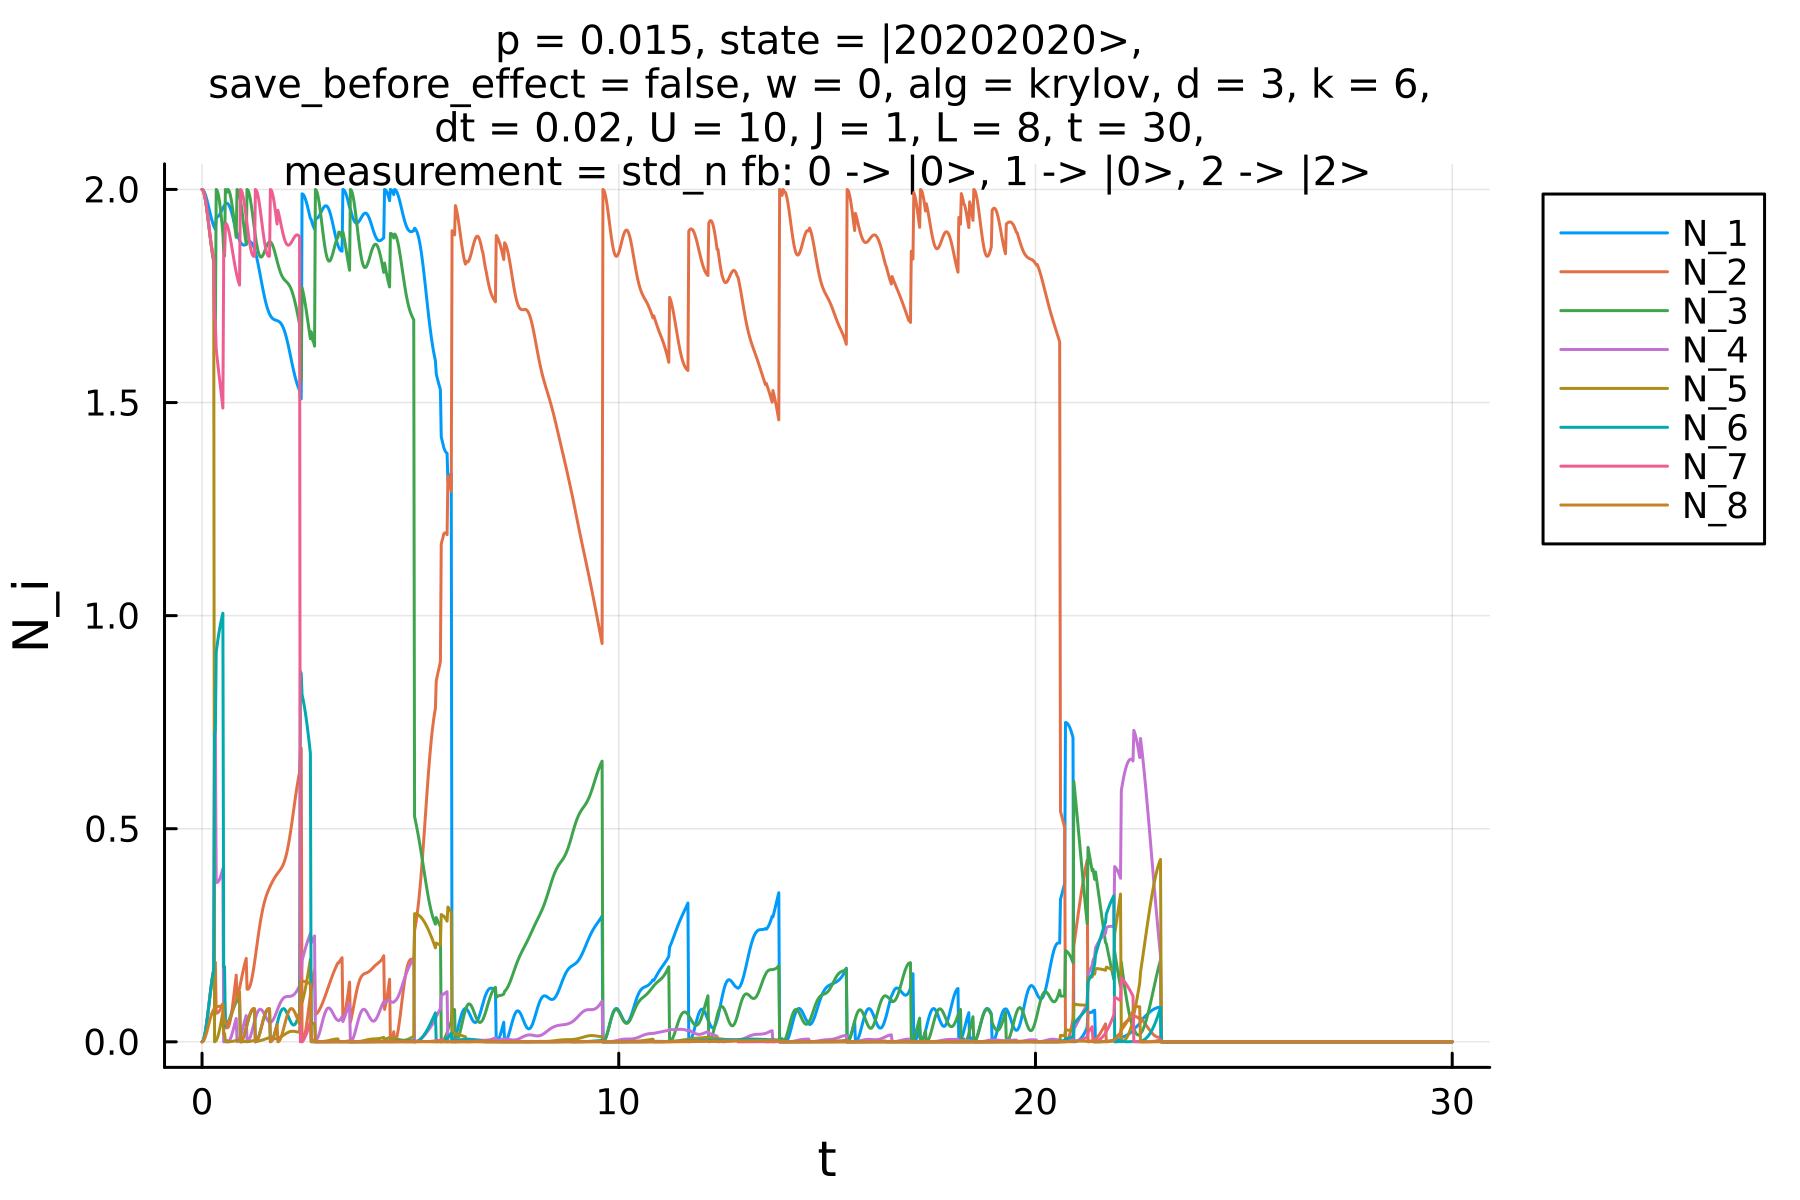 p = 0.015, state = |20202020>,
save_before_effect = false, w = 0, alg = krylov, d = 3, k = 6,
dt = 0.02, U = 10, J = 1, L = 8, t = 30,
measurement = std_n fb: 0 -> |0>, 1 -> |0>, 2 -> |2>
2.0
1.5
1.0
0.5
0.0
N_i
0 10 20 30
t
N_1
N_2
N_3
N_4
N_5
N_6
N_7
N_8